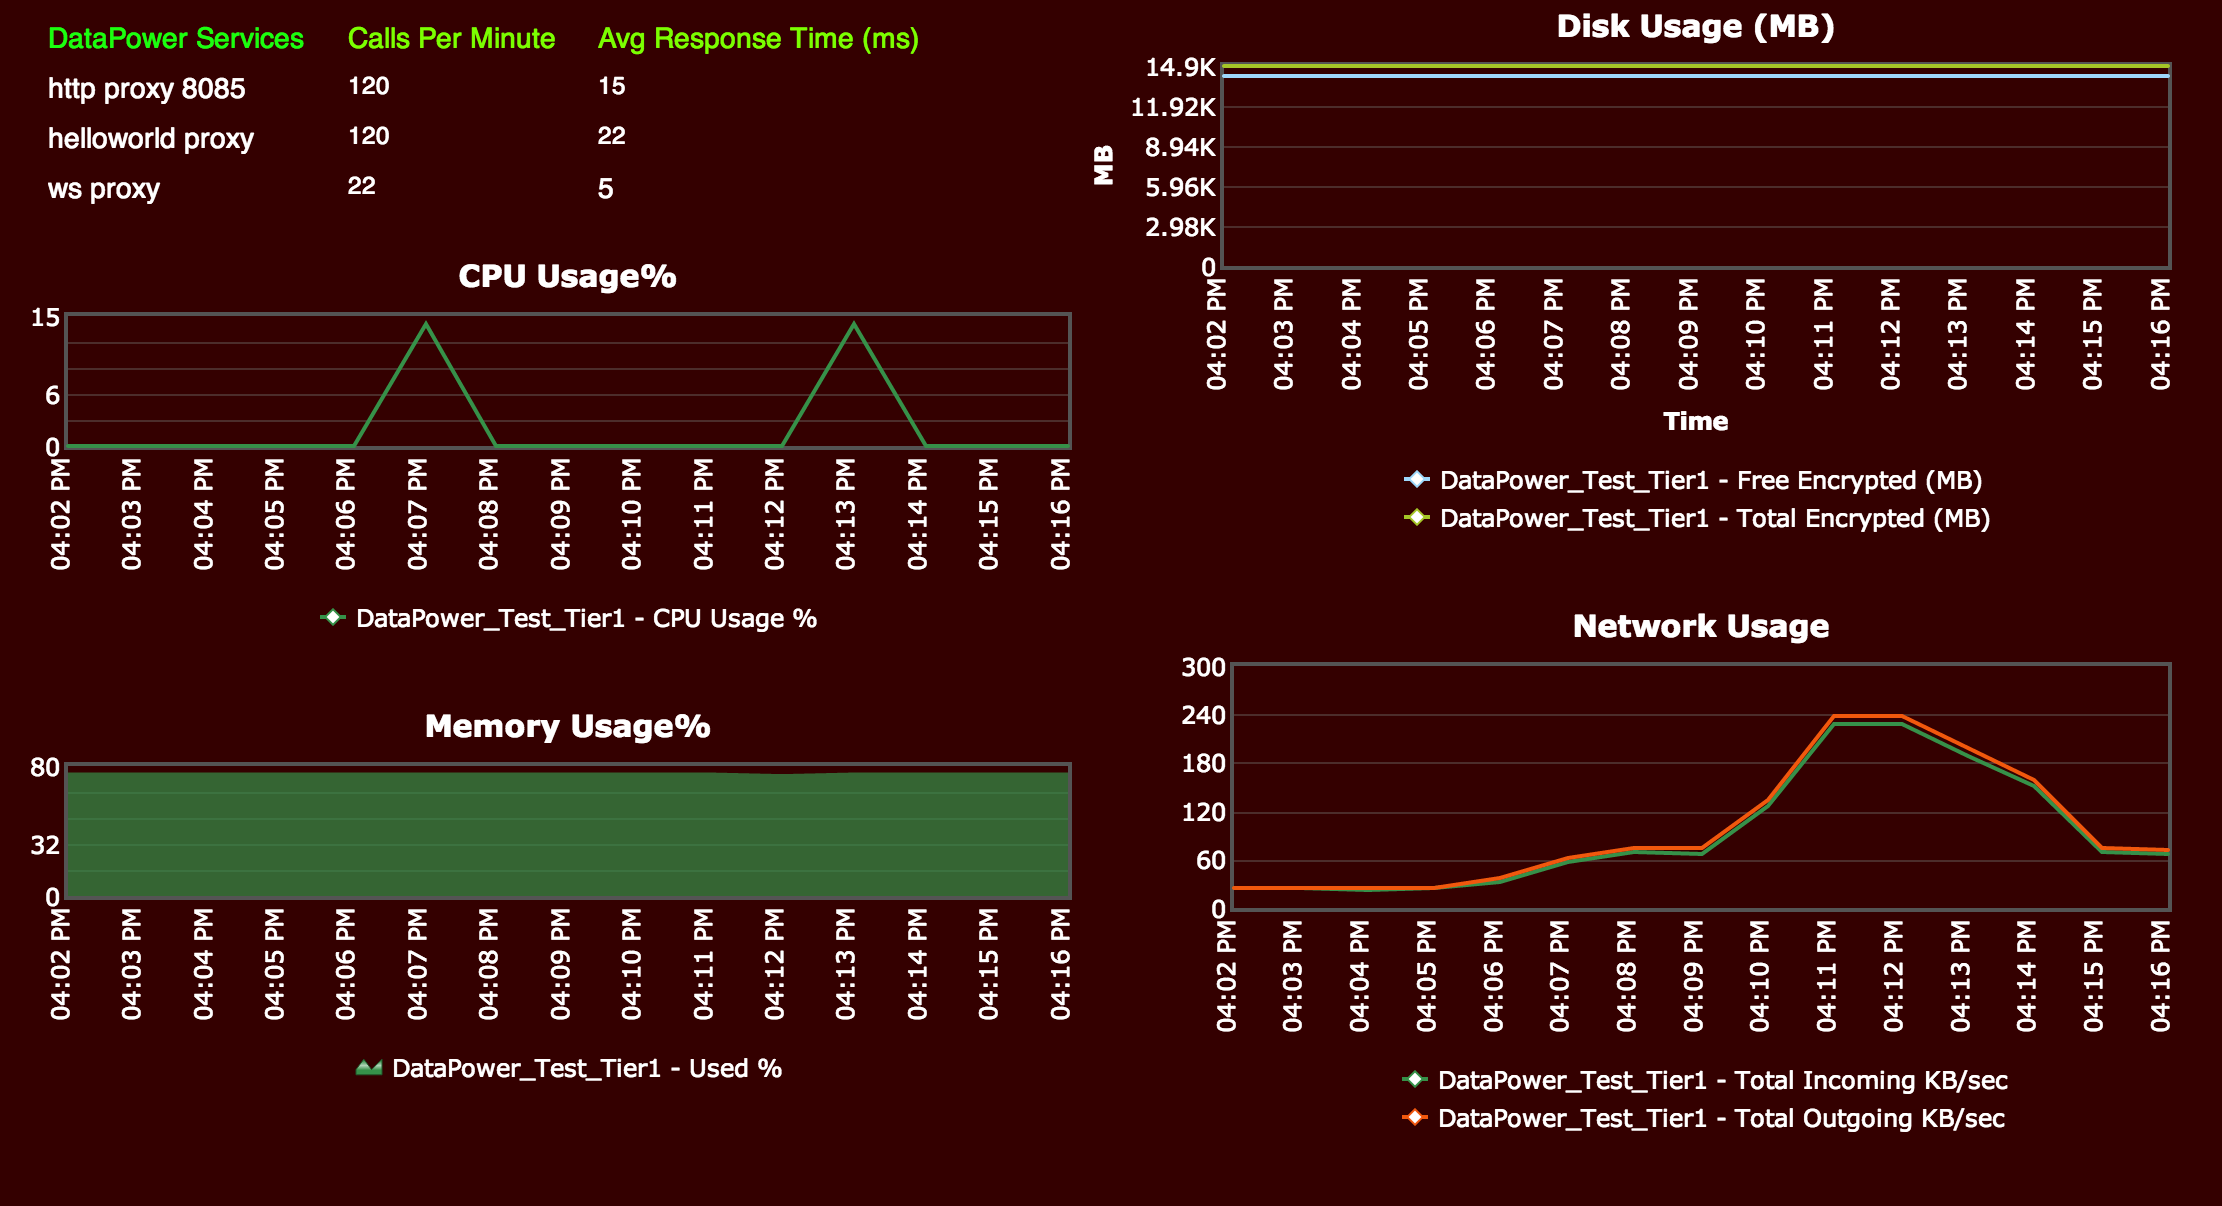 DataPower Services Calls Per Minute Avg Response Time (ms)
http proxy 8085 120 15
helloworld proxy 120 22
ws proxy 22 5
CPU Usage%
15
6
0
04:02 PM 04:03 PM 04:04 PM 04:05 PM 04:06 PM 04:07 PM 04:08 PM 04:09 PM 04:10 PM 04:11 PM 04:12 PM 04:13 PM 04:14 PM 04:15 PM 04:16 PM
DataPower_Test_Tier1 - CPU Usage %
Memory Usage%
80
32
0
04:02 PM 04:03 PM 04:04 PM 04:05 PM 04:06 PM 04:07 PM 04:08 PM 04:09 PM 04:10 PM 04:11 PM 04:12 PM 04:13 PM 04:14 PM 04:15 PM 04:16 PM
DataPower_Test_Tier1 - Used %
Disk Usage (MB)
MB
14.9K
11.92K
8.94K
5.96K
2.98K
0
04:02 PM 04:03 PM 04:04 PM 04:05 PM 04:06 PM 04:07 PM 04:08 PM 04:09 PM 04:10 PM 04:11 PM 04:12 PM 04:13 PM 04:14 PM 04:15 PM 04:16 PM
Time
DataPower_Test_Tier1 - Free Encrypted (MB)
DataPower_Test_Tier1 - Total Encrypted (MB)
Network Usage
300
240
180
120
60
0
04:02 PM 04:03 PM 04:04 PM 04:05 PM 04:06 PM 04:07 PM 04:08 PM 04:09 PM 04:10 PM 04:11 PM 04:12 PM 04:13 PM 04:14 PM 04:15 PM 04:16 PM
DataPower_Test_Tier1 - Total Incoming KB/sec
DataPower_Test_Tier1 - Total Outgoing KB/sec